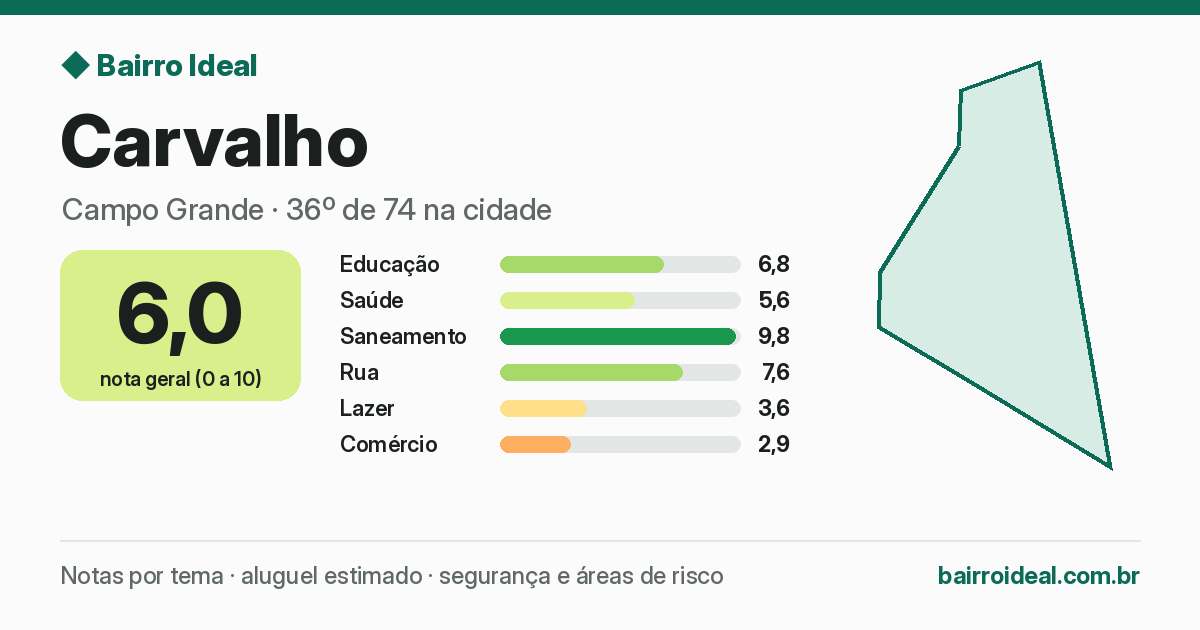 Bairro Ideal
Carvalho
Campo Grande · 36º de 74 na cidade
6,0
nota geral (0 a 10)
Educação 6,8
Saúde 5,6
Saneamento 9,8
Rua 7,6
Lazer 3,6
Comércio 2,9
Notas por tema · aluguel estimado · segurança e áreas de risco
bairroideal.com.br